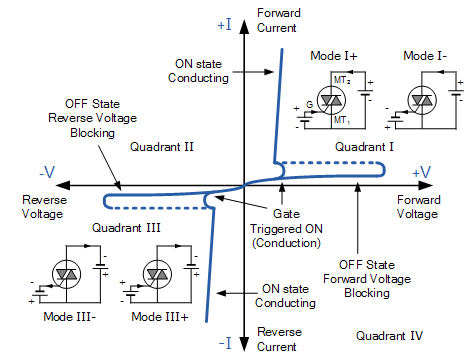 +I
Forward
Current
ON state
Conducting
Mode I+
Mode I-
MT2
G
MT1
+
-
+
-
+
-
+
-
OFF State
Reverse Voltage
Blocking
Quadrant II
Quadrant I
-V
+V
Reverse
Voltage
Forward
Voltage
Quadrant III
Gate
Triggered ON
(Conduction)
OFF State
Forward Voltage
Blocking
-
+
-
+
-
+
+
-
ON state
Conducting
Mode III-
Mode III+
-I
Reverse
Current
Quadrant IV